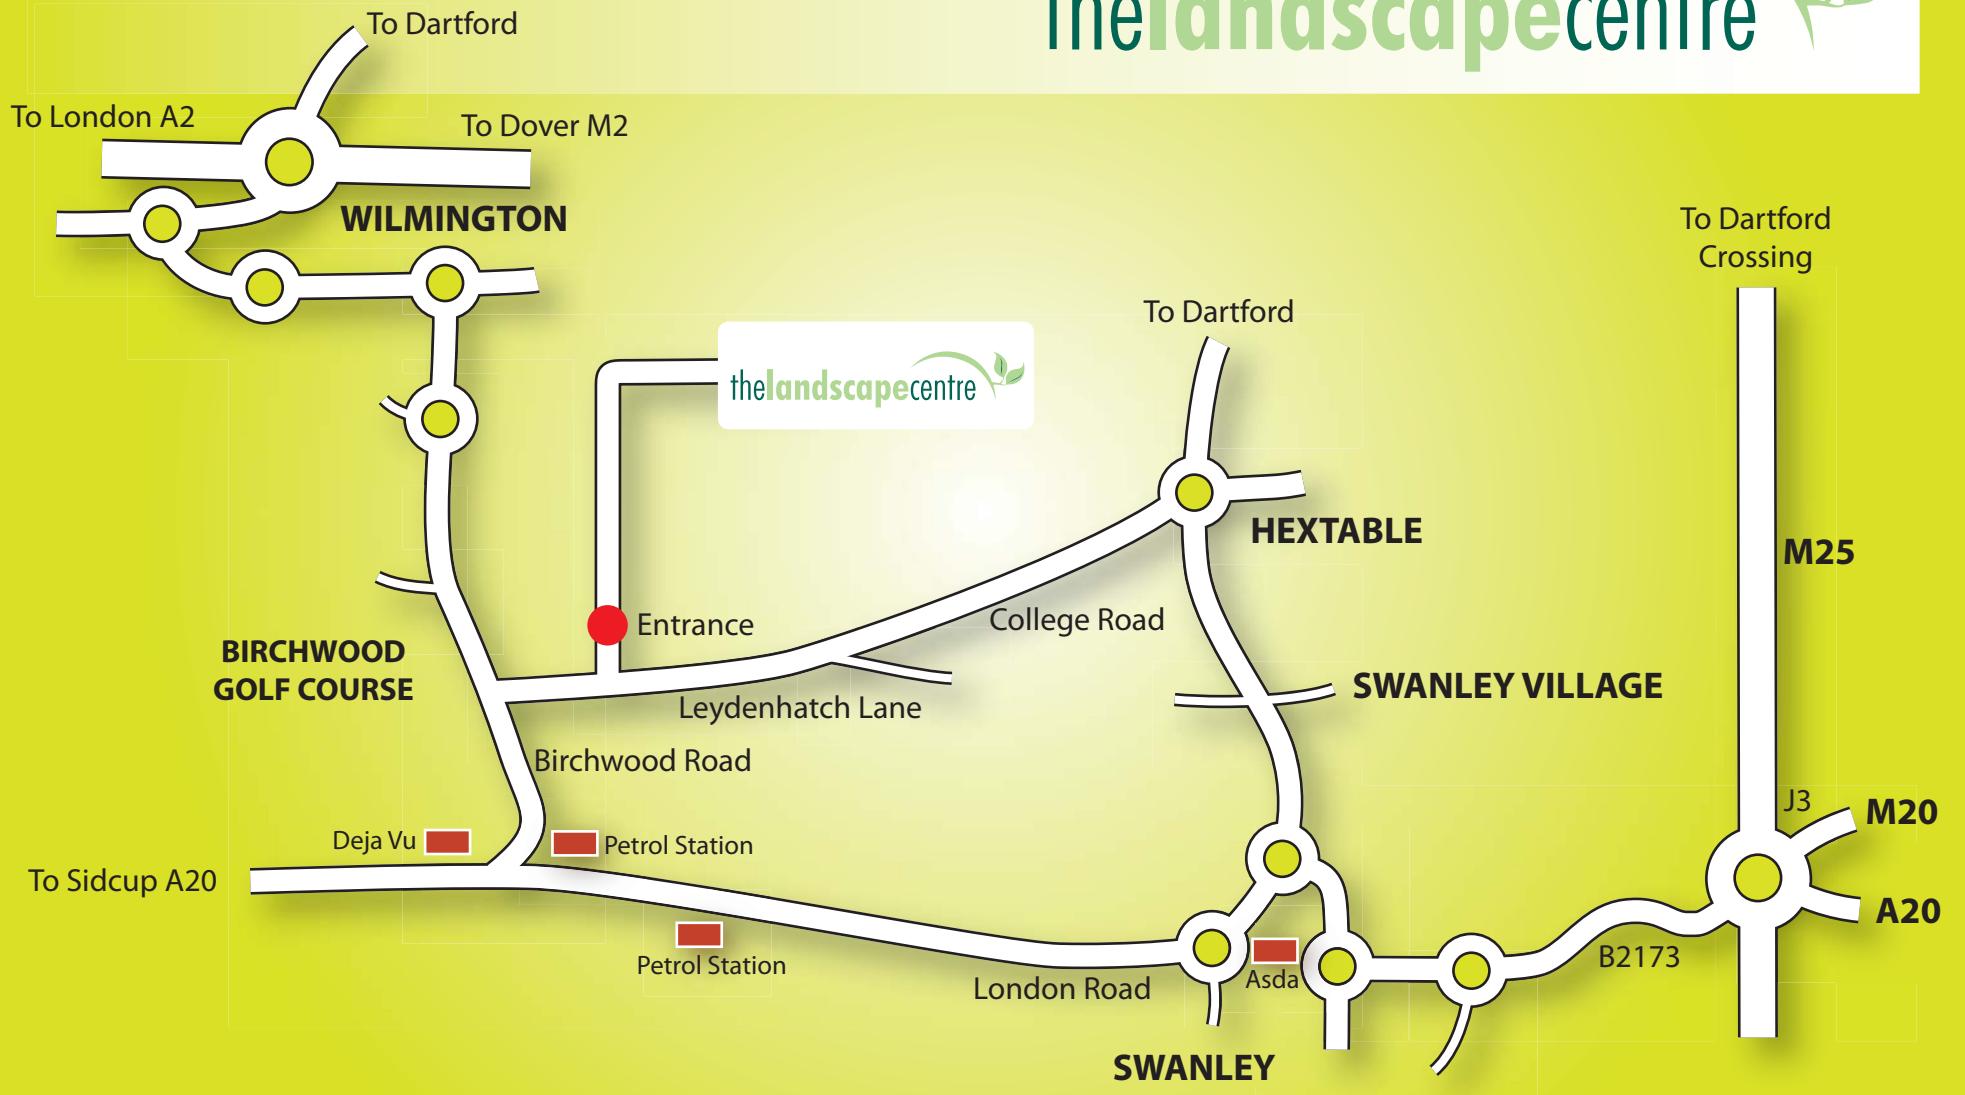 thelandscapecentre
To Dartford
To London A2
To Dover M2
WILMINGTON
To Dartford
Crossing
To Dartford
thelandscapecentre
HEXTABLE
M25
Entrance
College Road
BIRCHWOOD
GOLF COURSE
SWANLEY VILLAGE
Leydenhatch Lane
Birchwood Road
J3
M20
Deja Vu
Petrol Station
To Sidcup A20
A20
Petrol Station
B2173
Asda
London Road
SWANLEY